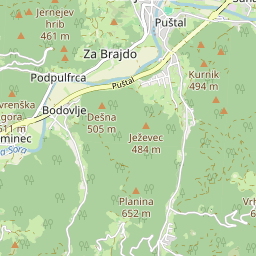 Jernejev
hrib
461 m
Puštal
Za Brajdo
Podpulfrca
Puštal
Kurnik
494 m
Bodovlje
Dešna
505 m
Ježevec
484 m
Planina
652 m